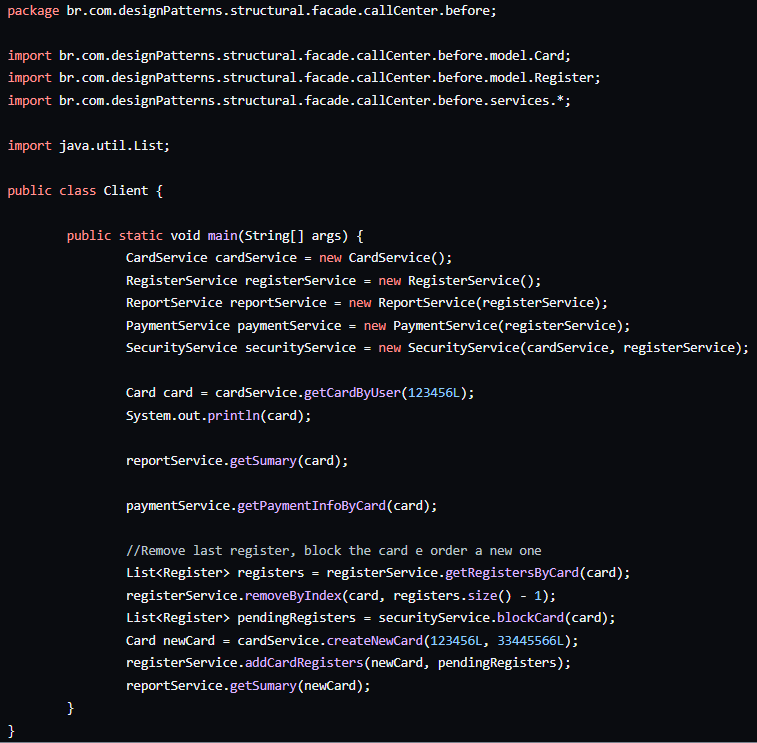 package br.com.designPatterns.structural.facade.callCenter.before;
import br.com.designPatterns.structural.facade.callCenter.before.model.Card;
import br.com.designPatterns.structural.facade.callCenter.before.model.Register;
import br.com.designPatterns.structural.facade.callCenter.before.services.*;
import java.util.List;
public class Client {
public static void main(String[] args) {
CardService cardService = new CardService();
RegisterService registerService = new RegisterService();
ReportService reportService = new ReportService(registerService);
PaymentService paymentService = new PaymentService(registerService);
SecurityService securityService = new SecurityService(cardService, registerService);
Card card = cardService.getCardByUser(123456L);
System.out.println(card);
reportService.getSumary(card);
paymentService.getPaymentInfoByCard(card);
//Remove last register, block the card e order a new one
List<Register> registers = registerService.getRegistersByCard(card);
registerService.removeByIndex(card, registers.size() - 1);
List<Register> pendingRegisters = securityService.blockCard(card);
Card newCard = cardService.createNewCard(123456L, 33445566L);
registerService.addCardRegisters(newCard, pendingRegisters);
reportService.getSumary(newCard);
}
}